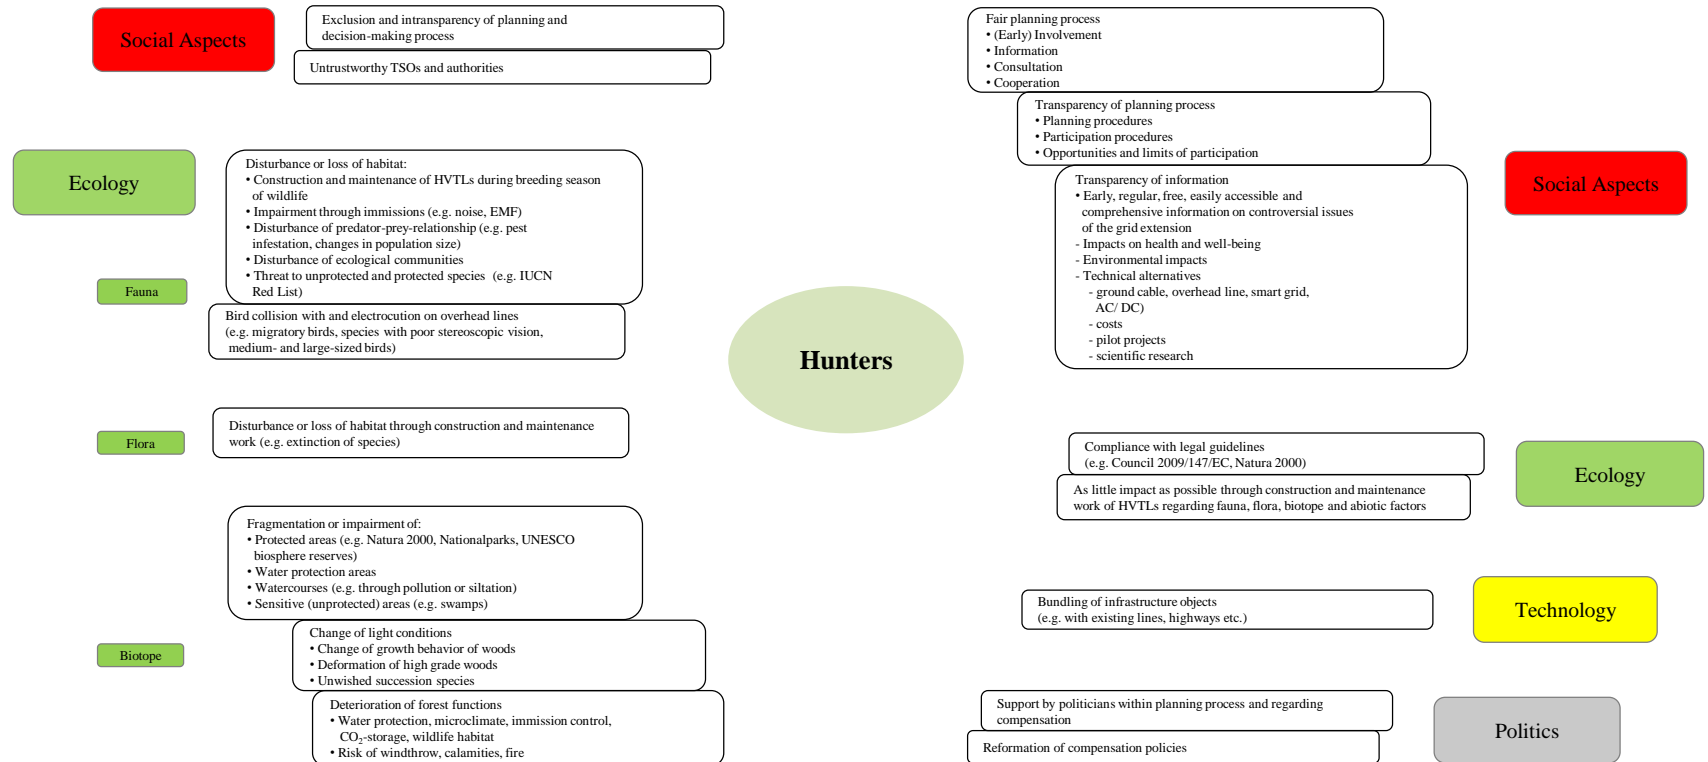 Social Aspects
Exclusion and intransparency of planning and
decision-making process
Untrustworthy TSOs and authorities
Ecology
Disturbance or loss of habitat:
• Construction and maintenance of HVTLs during breeding season
of wildlife
• Impairment through immissions (e.g. noise, EMF)
• Disturbance of predator-prey-relationship (e.g. pest
infestation, changes in population size)
• Disturbance of ecological communities
• Threat to unprotected and protected species (e.g. IUCN
Red List)
Fauna
Bird collision with and electrocution on overhead lines
(e.g. migratory birds, species with poor stereoscopic vision,
medium- and large-sized birds)
Flora
Disturbance or loss of habitat through construction and maintenance
work (e.g. extinction of species)
Fragmentation or impairment of:
• Protected areas (e.g. Natura 2000, Nationalparks, UNESCO
biosphere reserves)
• Water protection areas
• Watercourses (e.g. through pollution or siltation)
• Sensitive (unprotected) areas (e.g. swamps)
Biotope
Change of light conditions
• Change of growth behavior of woods
• Deformation of high grade woods
• Unwished succession species
Deterioration of forest functions
• Water protection, microclimate, immission control,
CO₂-storage, wildlife habitat
• Risk of windthrow, calamities, fire
Hunters
Fair planning process
• (Early) Involvement
• Information
• Consultation
• Cooperation
Transparency of planning process
• Planning procedures
• Participation procedures
• Opportunities and limits of participation
Transparency of information
• Early, regular, free, easily accessible and
comprehensive information on controversial issues
of the grid extension
- Impacts on health and well-being
- Environmental impacts
- Technical alternatives
- ground cable, overhead line, smart grid,
AC/ DC)
- costs
- pilot projects
- scientific research
Social Aspects
Compliance with legal guidelines
(e.g. Council 2009/147/EC, Natura 2000)
As little impact as possible through construction and maintenance
work of HVTLs regarding fauna, flora, biotope and abiotic factors
Ecology
Bundling of infrastructure objects
(e.g. with existing lines, highways etc.)
Technology
Support by politicians within planning process and regarding
compensation
Reformation of compensation policies
Politics